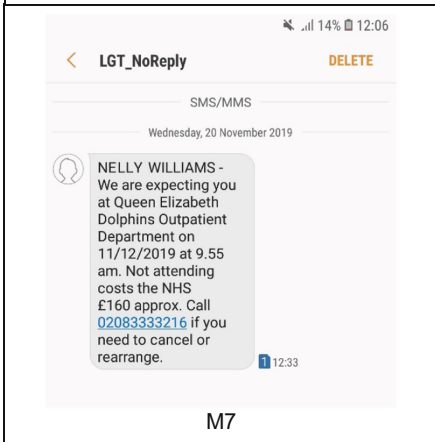 14% 12:06
LGT_NoReply DELETE
SMS/MMS
Wednesday, 20 November 2019
NELLY WILLIAMS -
We are expecting you
at Queen Elizabeth
Dolphins Outpatient
Department on
11/12/2019 at 9.55
am. Not attending
costs the NHS
£160 approx. Call
02083333216 if you
need to cancel or
rearrange.
1 12:33
M7